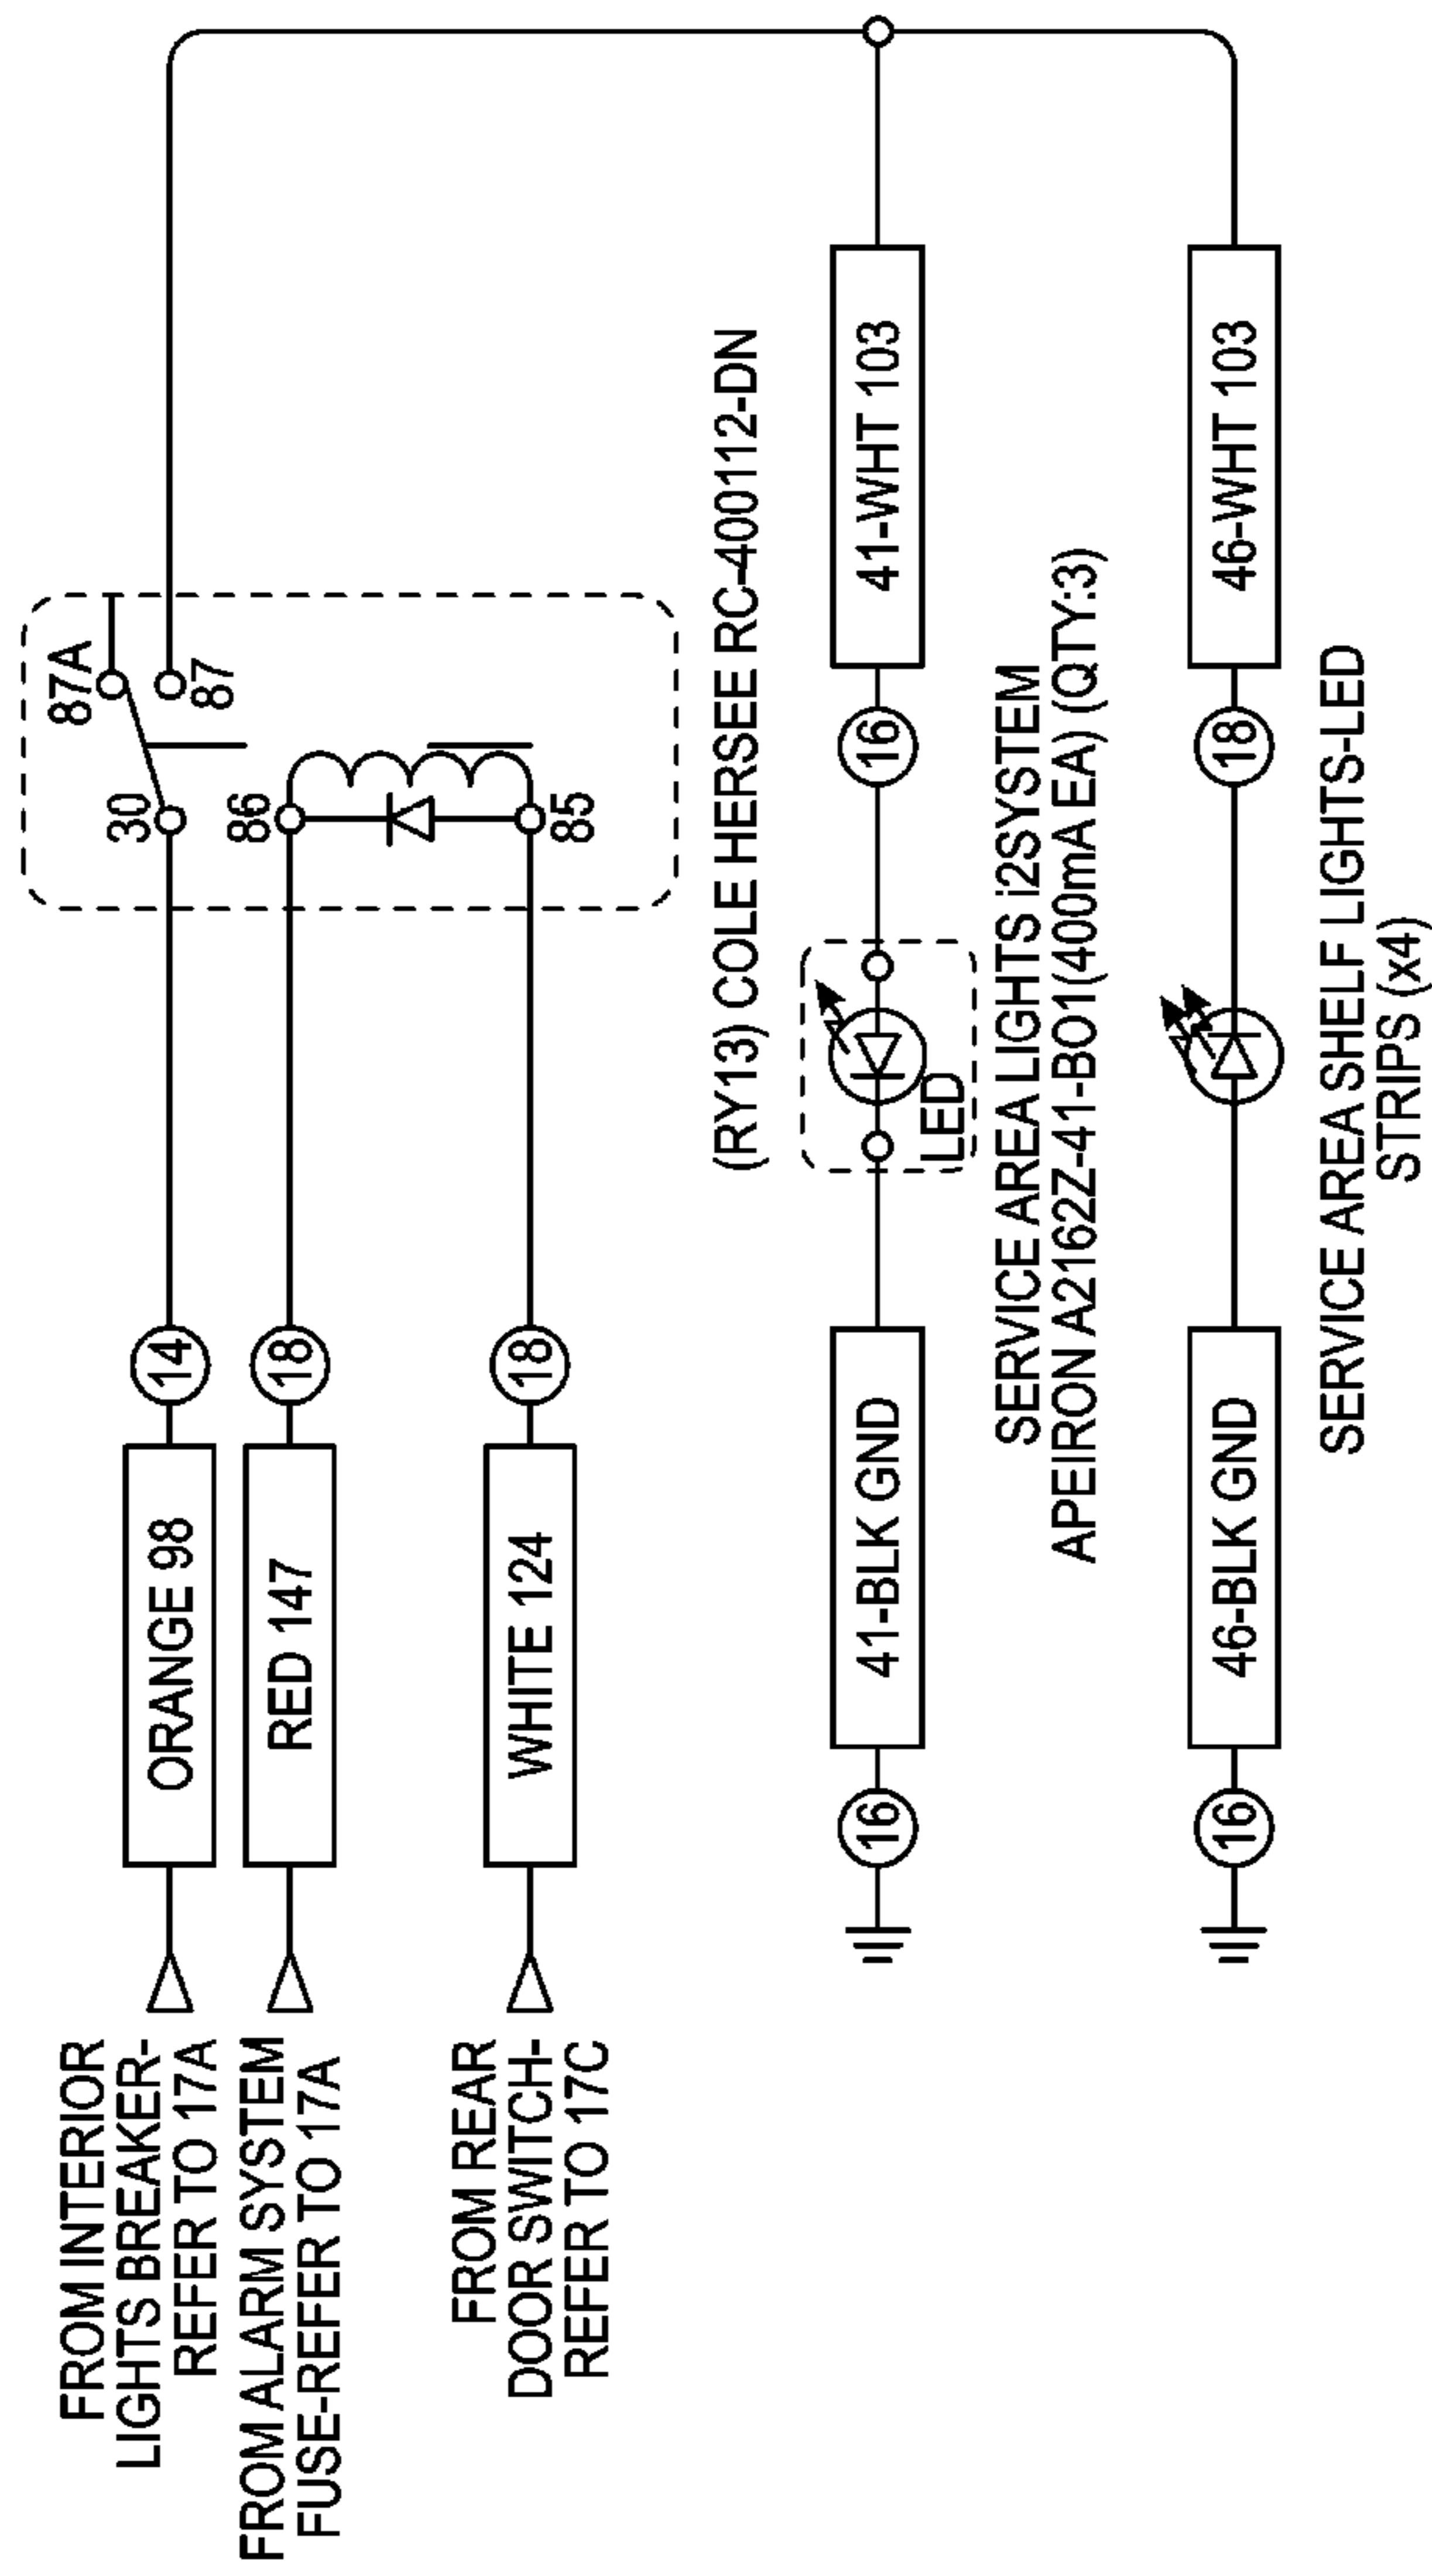 FROM INTERIOR
LIGHTS BREAKER-
REFER TO 17A
ORANGE 98
14
30
87A
87
FROM ALARM SYSTEM
FUSE-REFER TO 17A
RED 147
18
86
FROM REAR
DOOR SWITCH-
REFER TO 17C
WHITE 124
18
85
(RY13) COLE HERSEE RC-400112-DN
16
41-BLK GND
LED
16
41-WHT 103
SERVICE AREA LIGHTS i2SYSTEM
APEIRON A2162Z-41-BO1(400mA EA) (QTY:3)
16
46-BLK GND
18
46-WHT 103
SERVICE AREA SHELF LIGHTS-LED
STRIPS (x4)